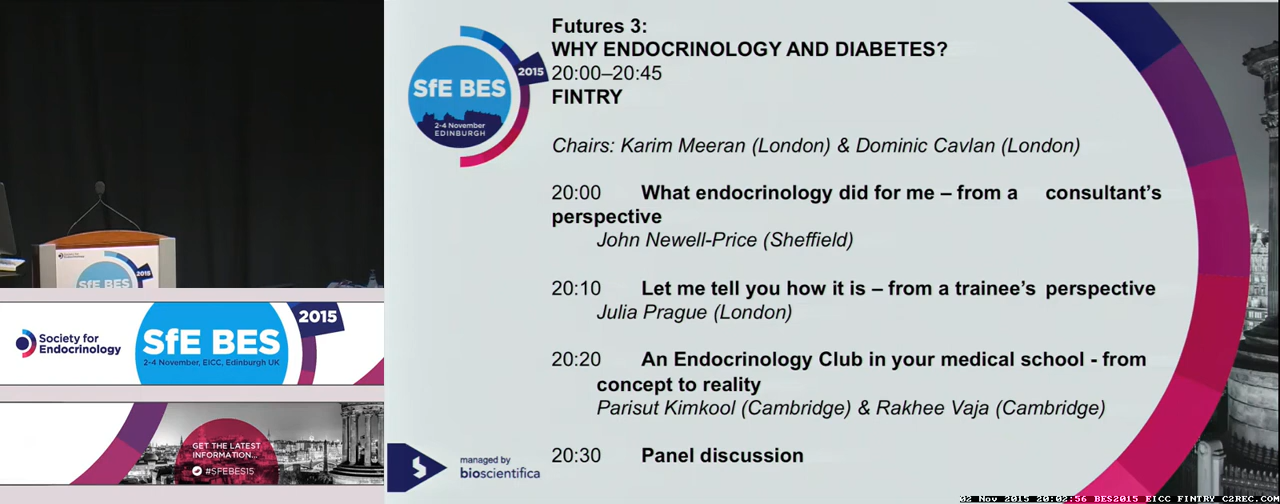 Futures 3:
WHY ENDOCRINOLOGY AND DIABETES?
20:00–20:45
FINTRY
Chairs: Karim Meeran (London) & Dominic Cavlan (London)
20:00 What endocrinology did for me – from a consultant's
perspective
John Newell-Price (Sheffield)
20:10 Let me tell you how it is – from a trainee's perspective
Julia Prague (London)
20:20 An Endocrinology Club in your medical school - from
concept to reality
Parisut Kimkool (Cambridge) & Rakhee Vaja (Cambridge)
20:30 Panel discussion
2015
SfE BES
2-4 November
EDINBURGH
managed by
bioscientifica
2015
SfE BES
Society for
Endocrinology
2015
SfE BES
2-4 November, EICC, Edinburgh UK
GET THE LATEST
INFORMATION...
#SFEBES15
02 Nov 2015 20:02:56 BES2015 EICC FINTRY C2REC.COM